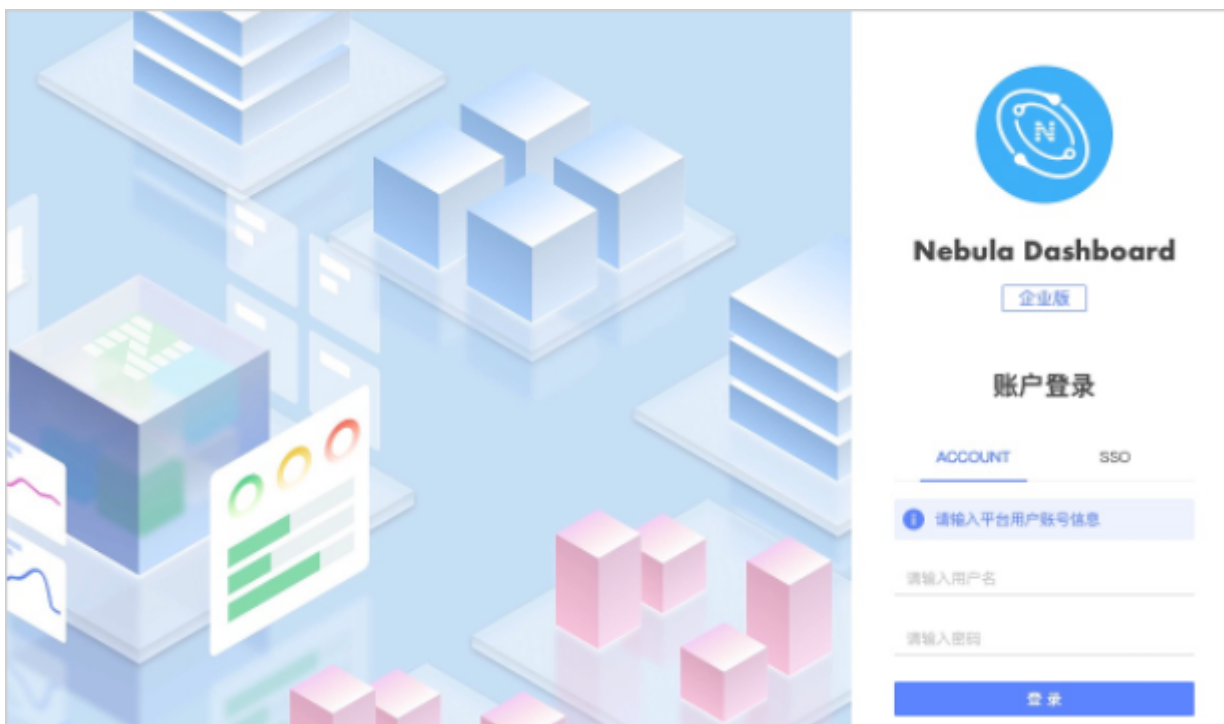 N
Nebula Dashboard
企业版
账户登录
ACCOUNT SSO
请输入平台用户账号信息
请输入用户名
请输入密码
登录